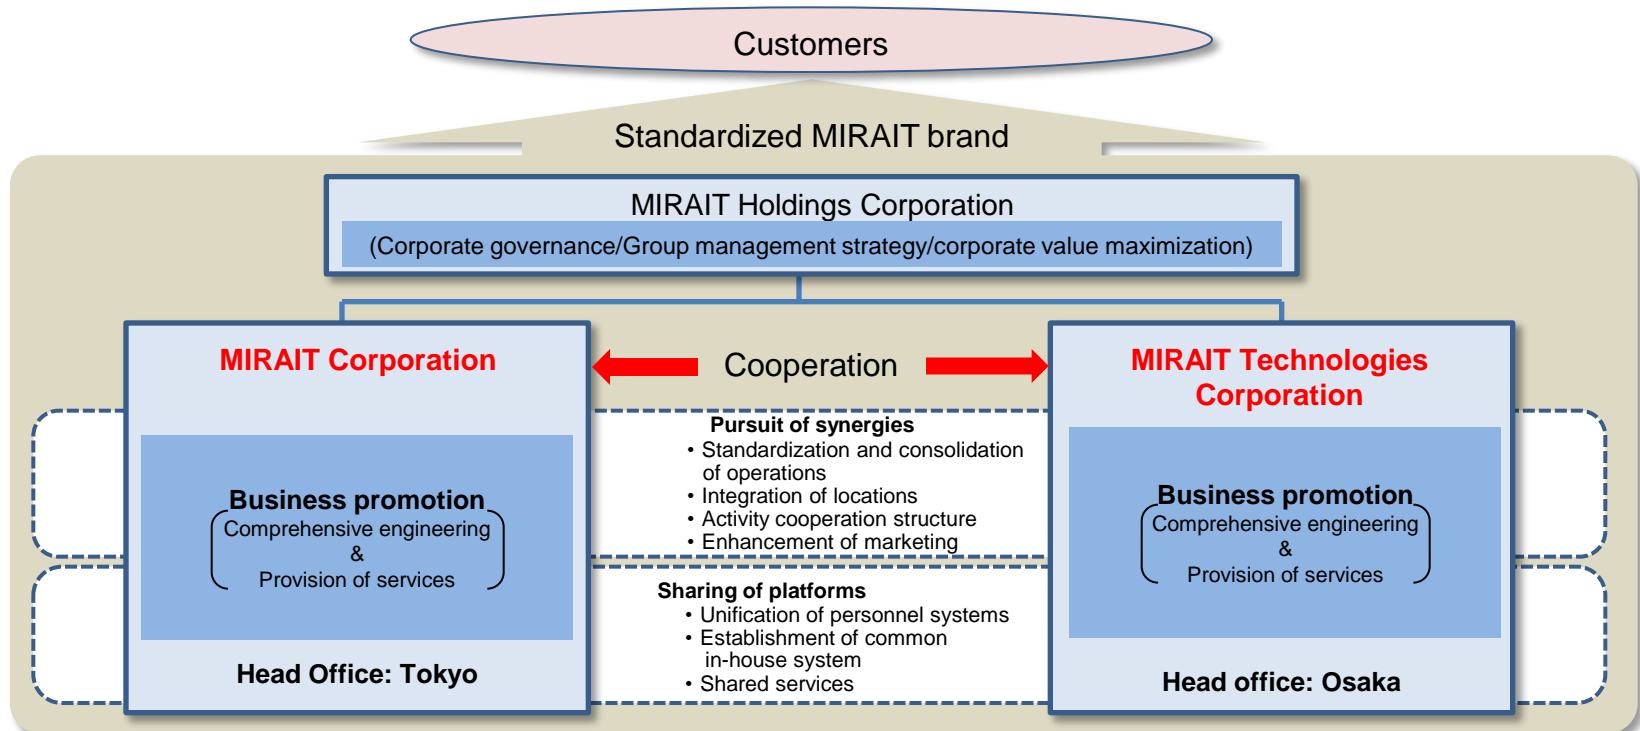 Customers
Standardized MIRAIT brand
MIRAIT Holdings Corporation
(Corporate governance/Group management strategy/corporate value maximization)
MIRAIT Corporation
Business promotion
Comprehensive engineering
&
Provision of services
Head Office: Tokyo
Cooperation
Pursuit of synergies
• Standardization and consolidation
of operations
• Integration of locations
• Activity cooperation structure
• Enhancement of marketing
Sharing of platforms
• Unification of personnel systems
• Establishment of common
in-house system
• Shared services
MIRAIT Technologies
Corporation
Business promotion
Comprehensive engineering
&
Provision of services
Head office: Osaka